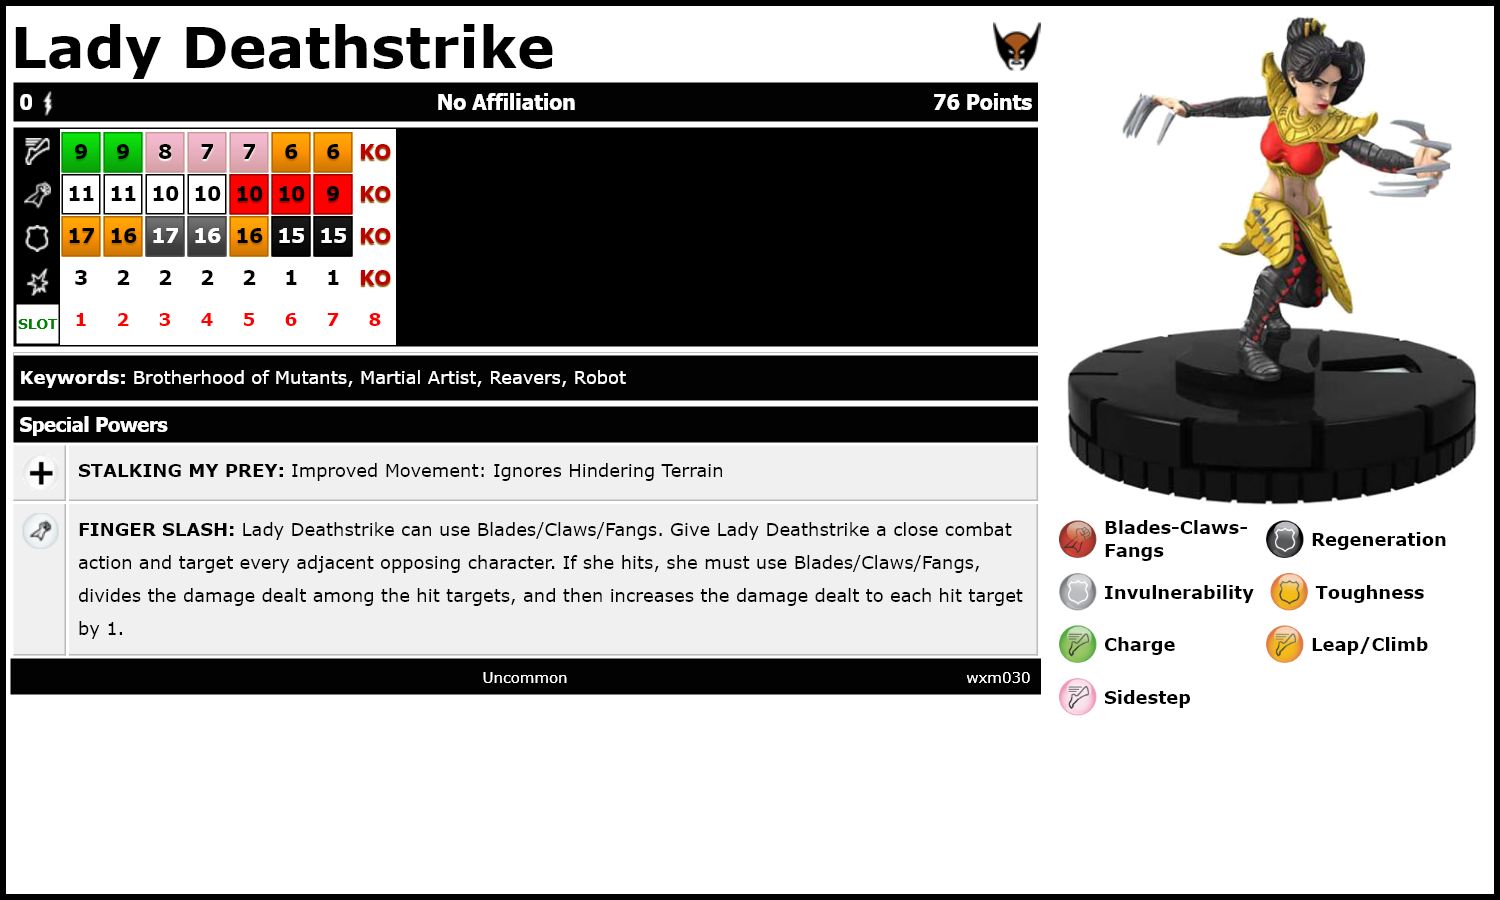 Lady Deathstrike
0 No Affiliation 76 Points
9 9 8 7 7 6 6 KO
11 11 10 10 10 10 9 KO
17 16 17 16 16 15 15 KO
3 2 2 2 2 1 1 KO
SLOT 1 2 3 4 5 6 7 8
Keywords: Brotherhood of Mutants, Martial Artist, Reavers, Robot
Special Powers
STALKING MY PREY: Improved Movement: Ignores Hindering Terrain
FINGER SLASH: Lady Deathstrike can use Blades/Claws/Fangs. Give Lady Deathstrike a close combat
action and target every adjacent opposing character. If she hits, she must use Blades/Claws/Fangs,
divides the damage dealt among the hit targets, and then increases the damage dealt to each hit target
by 1.
Uncommon wxm030
Blades-Claws-
Fangs
Regeneration
Invulnerability Toughness
Charge Leap/Climb
Sidestep